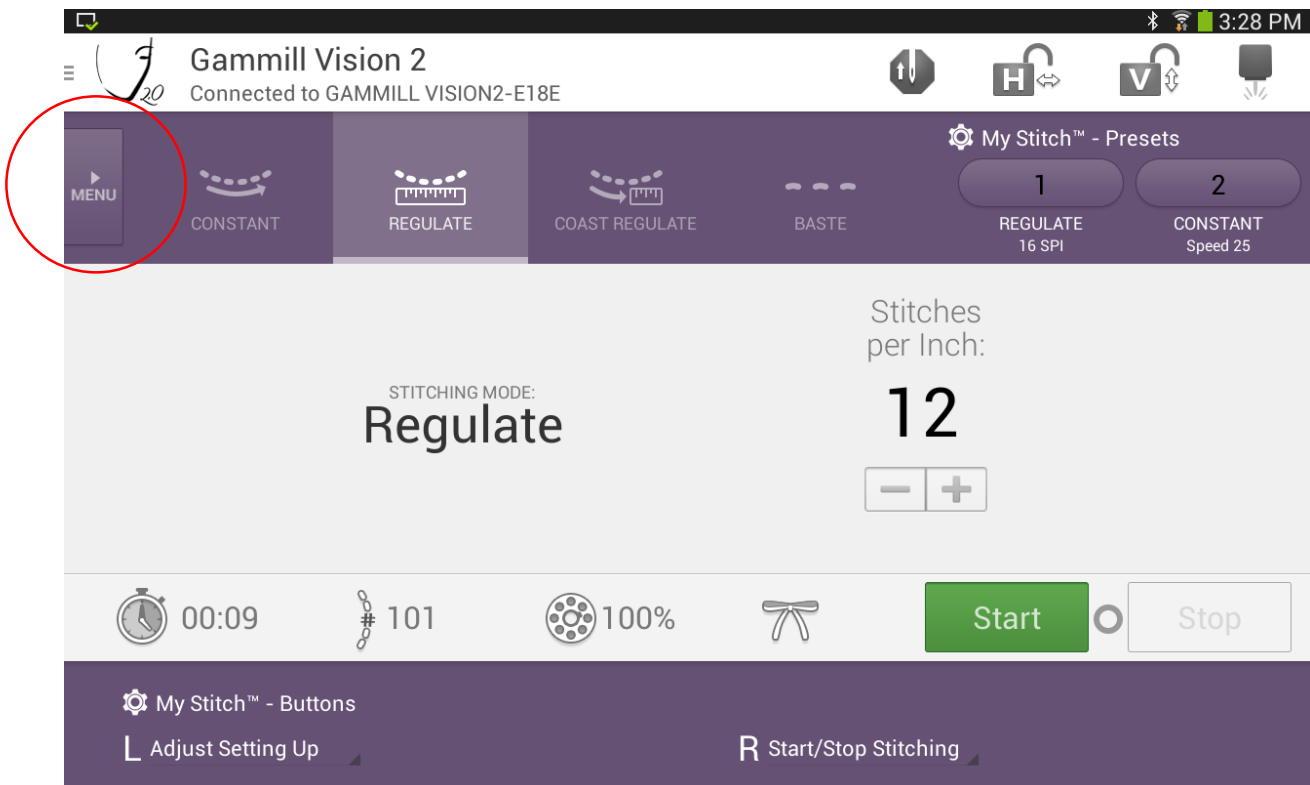 3:28 PM
20
Gammill Vision 2
Connected to GAMMILL VISION2-E18E
H
V
MENU
CONSTANT
REGULATE
COAST REGULATE
BASTE
My Stitch™ - Presets
1
2
REGULATE
16 SPI
CONSTANT
Speed 25
Stitches
per Inch:
12
STITCHING MODE:
Regulate
00:09
#
101
100%
Start
Stop
My Stitch™ - Buttons
L Adjust Setting Up
R Start/Stop Stitching